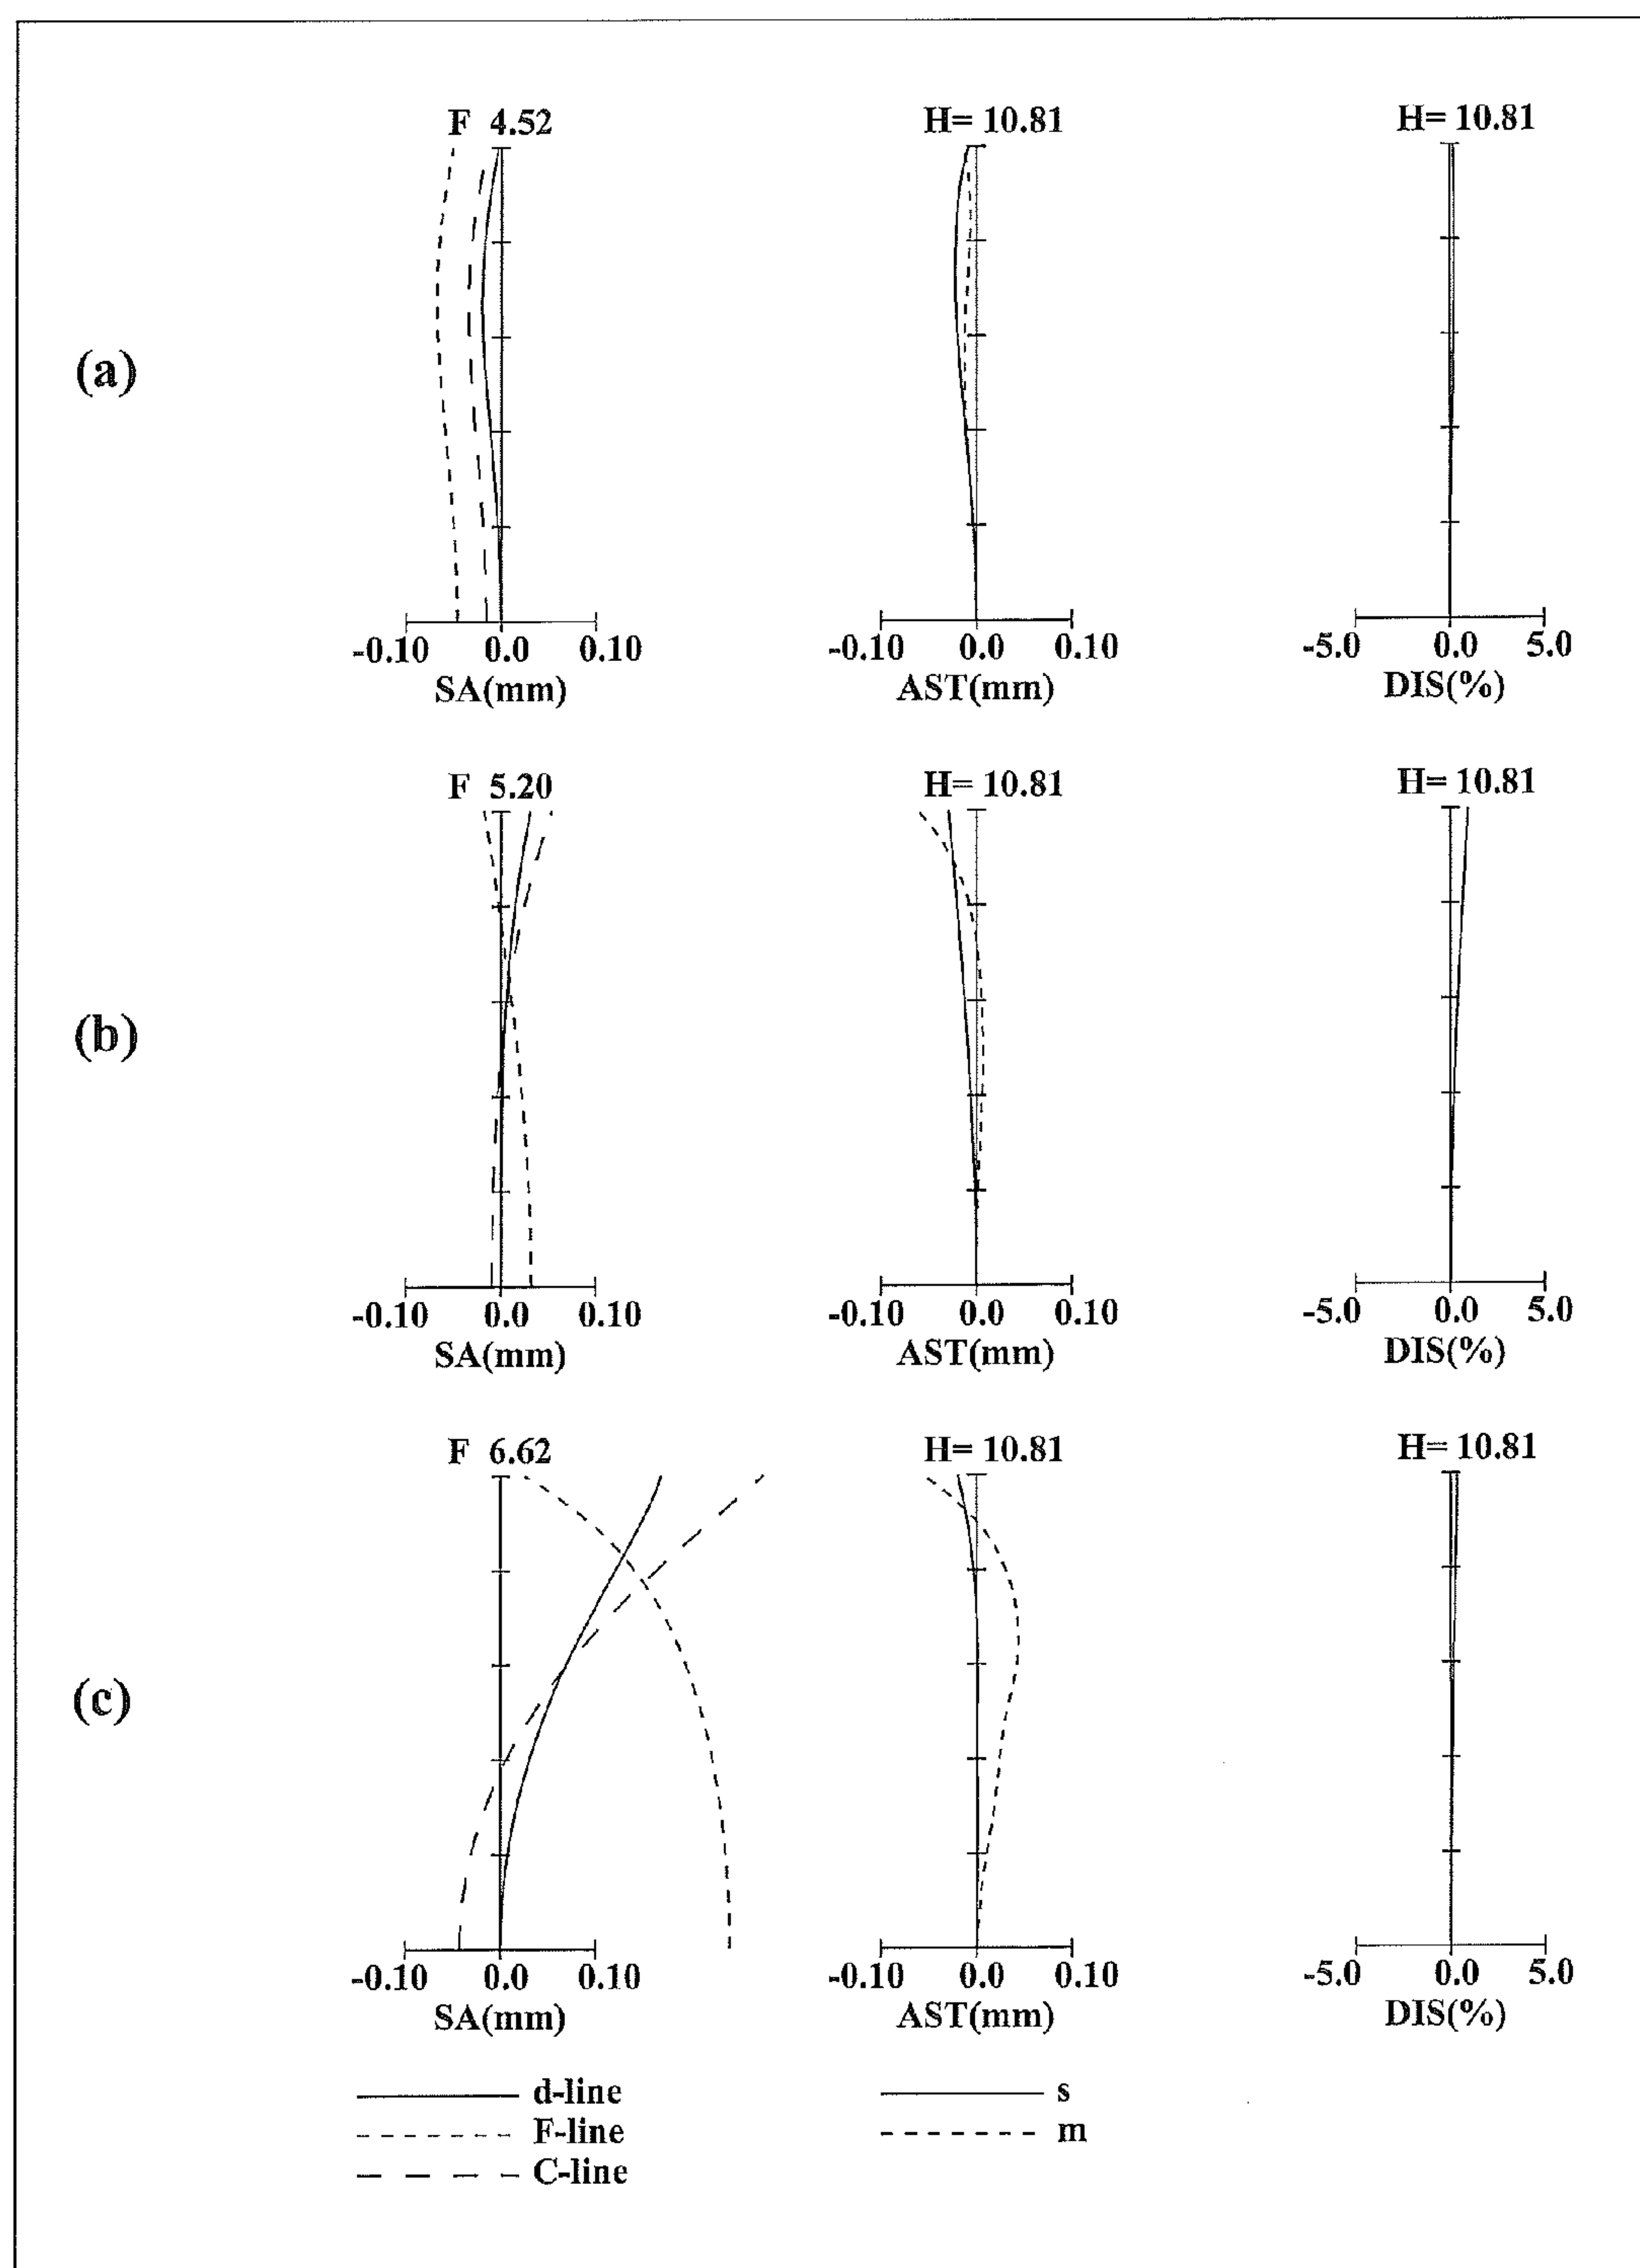 F 4.52
H= 10.81
H= 10.81
(a)
-0.10 0.0 0.10
SA(mm)
-0.10 0.0 0.10
AST(mm)
-5.0 0.0 5.0
DIS(%)
F 5.20
H= 10.81
H= 10.81
(b)
-0.10 0.0 0.10
SA(mm)
-0.10 0.0 0.10
AST(mm)
-5.0 0.0 5.0
DIS(%)
F 6.62
H= 10.81
H= 10.81
(c)
-0.10 0.0 0.10
SA(mm)
-0.10 0.0 0.10
AST(mm)
-5.0 0.0 5.0
DIS(%)
d-line
F-line
C-line
s
m